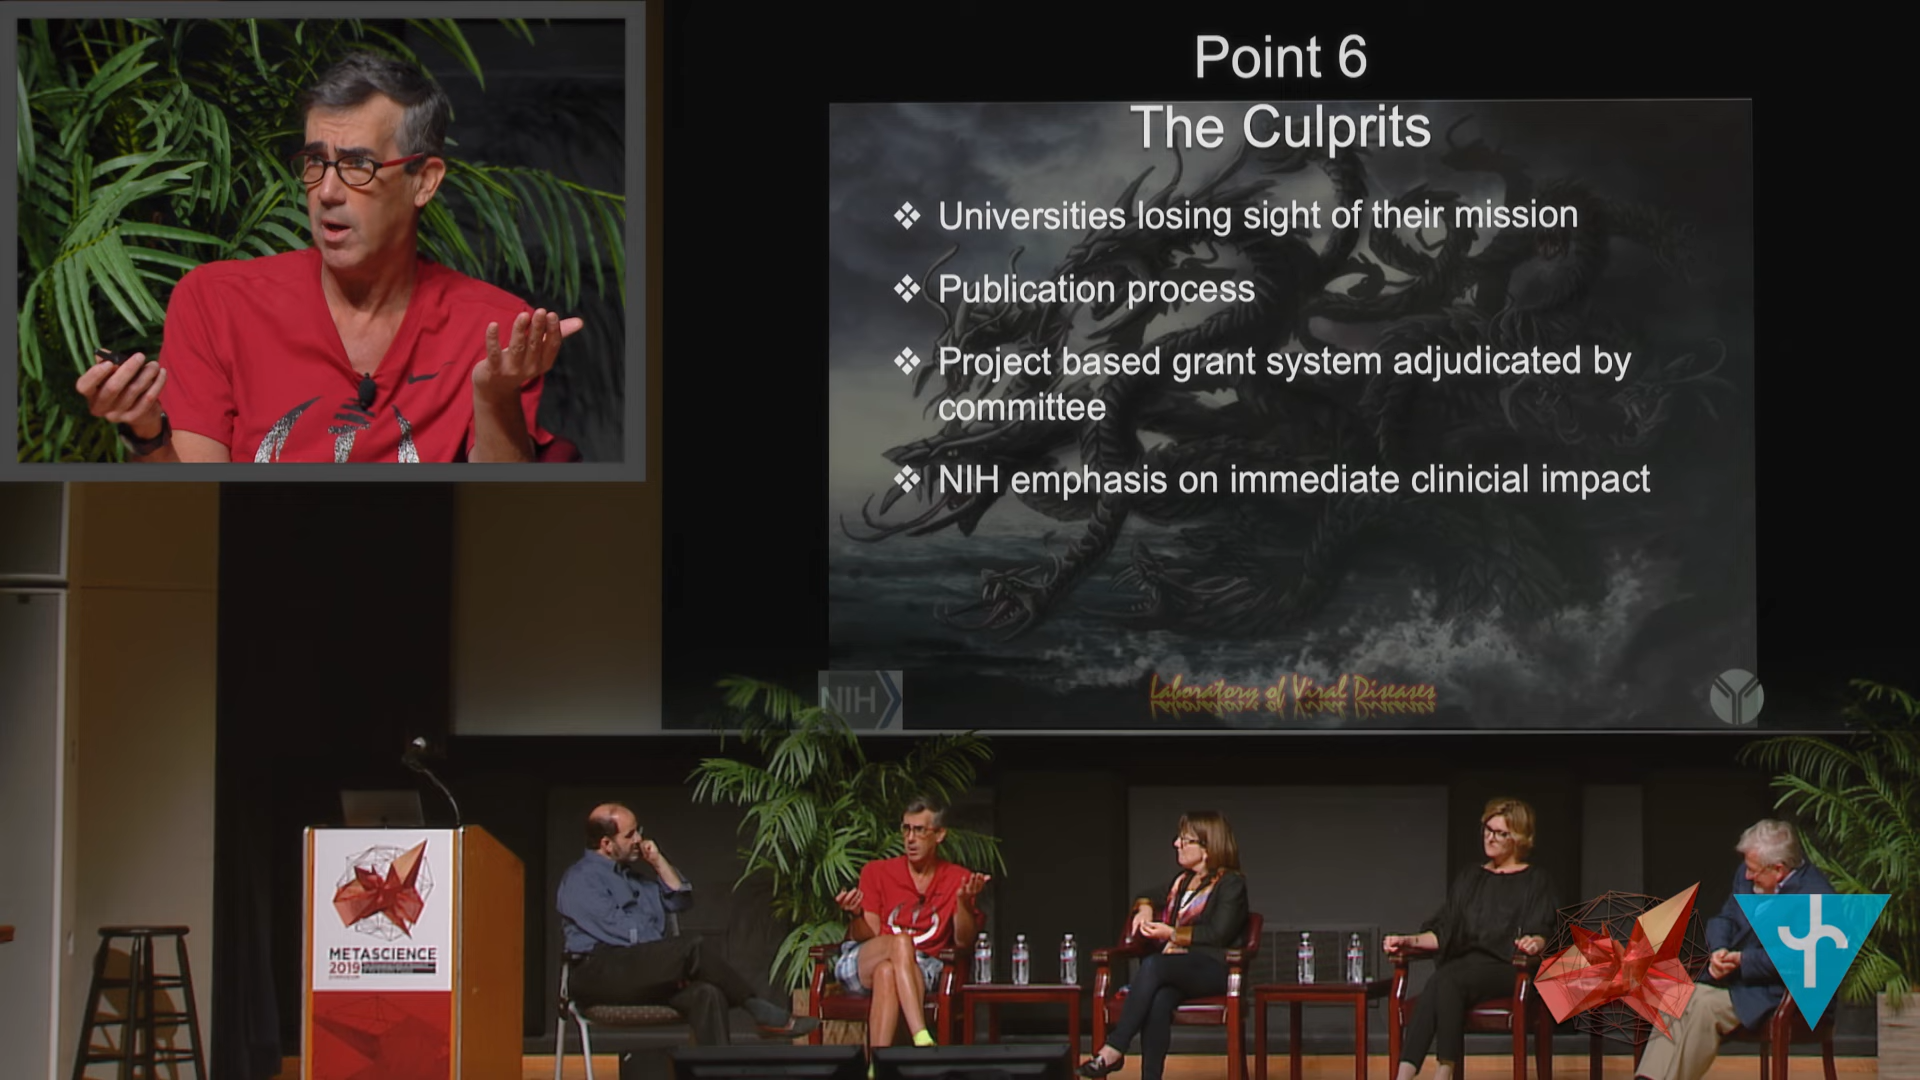 Point 6
The Culprits
❖ Universities losing sight of their mission
❖ Publication process
❖ Project based grant system adjudicated by
committee
❖ NIH emphasis on immediate clinicial impact
NIH
Laboratory of Viral Diseases
METASCIENCE
2019